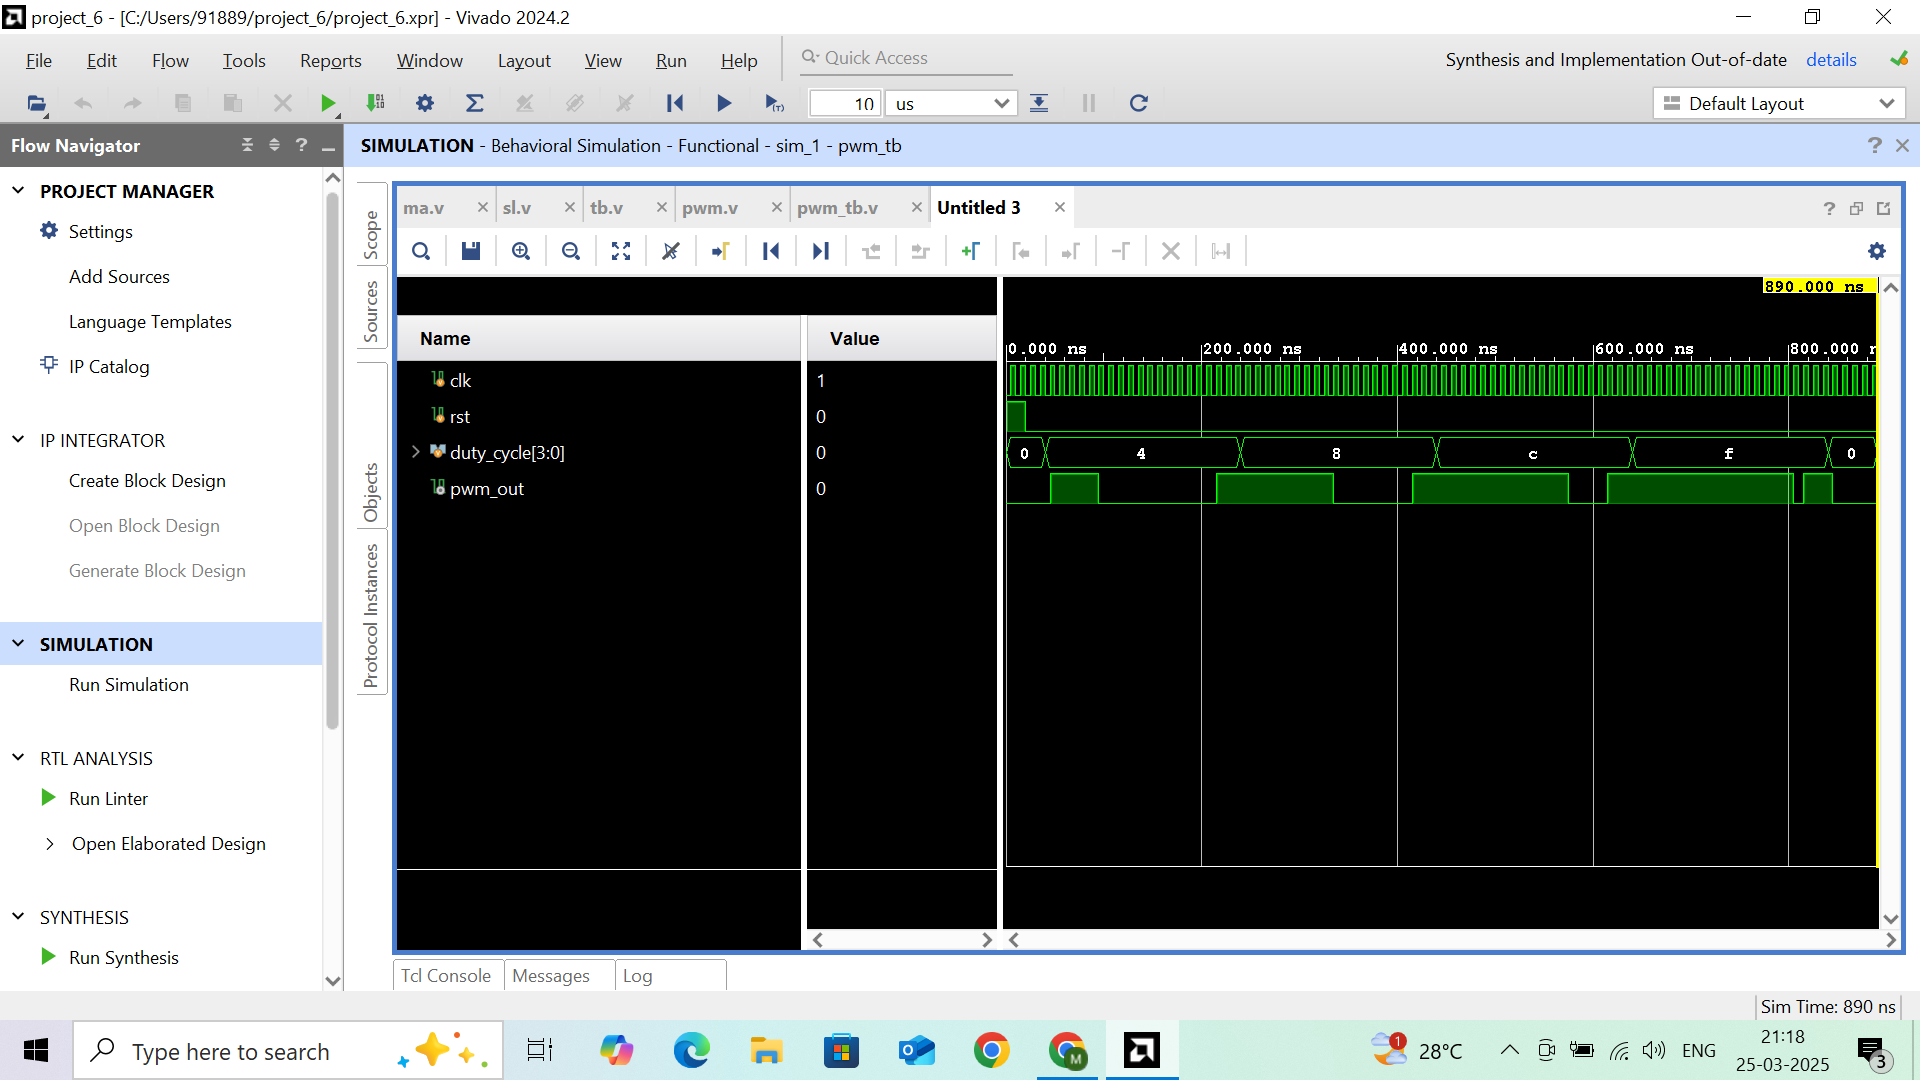 project_6 - [C:/Users/91889/project_6/project_6.xpr] - Vivado 2024.2
File Edit Flow Tools Reports Window Layout View Run Help Quick Access
Synthesis and Implementation Out-of-date details
10 us
Default Layout
Flow Navigator
SIMULATION - Behavioral Simulation - Functional - sim_1 - pwm_tb
PROJECT MANAGER
Settings
Add Sources
Language Templates
IP Catalog
IP INTEGRATOR
Create Block Design
Open Block Design
Generate Block Design
SIMULATION
Run Simulation
RTL ANALYSIS
Run Linter
Open Elaborated Design
SYNTHESIS
Run Synthesis
Scope
Sources
Objects
Protocol Instances
ma.v sl.v tb.v pwm.v pwm_tb.v Untitled 3
890.000 ns
Name Value
0.000 ns 200.000 ns 400.000 ns 600.000 ns 800.000 n
clk 1
rst 0
duty_cycle[3:0] 0 0 4 8 c f 0
pwm_out 0
Tcl Console Messages Log
Sim Time: 890 ns
Type here to search
1
28°C
ENG
21:18
25-03-2025
3